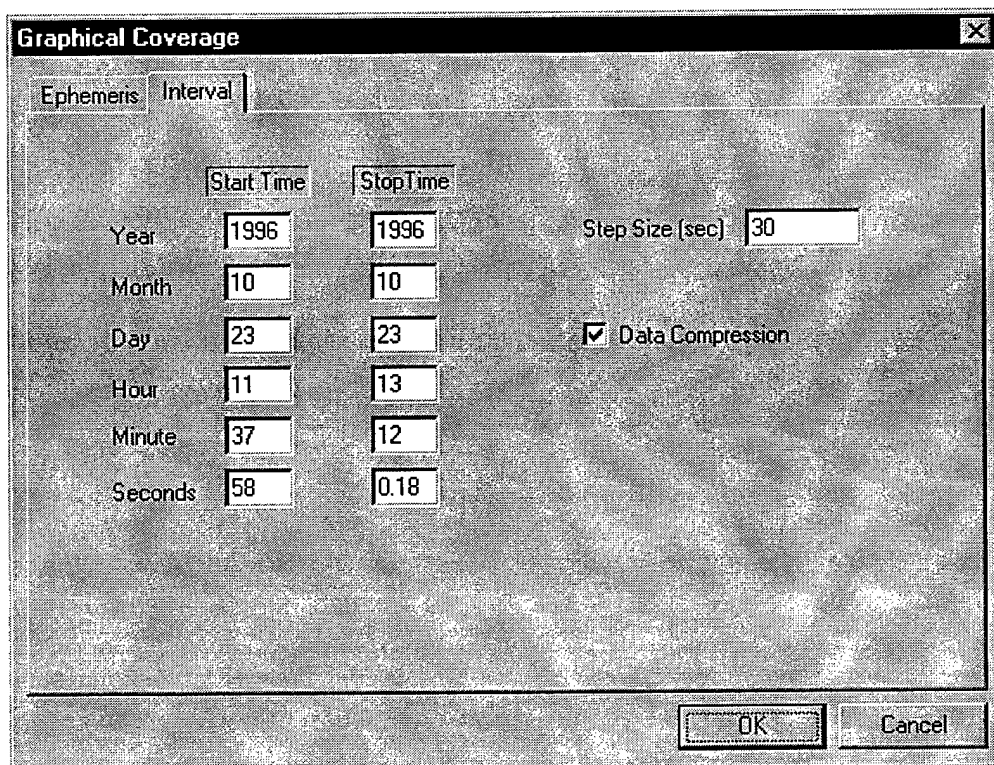 Graphical Coverage
Ephemeris Interval
Start Time StopTime
Year 1996 1996 Step Size (sec) 30
Month 10 10
Day 23 23 Data Compression
Hour 11 13
Minute 37 12
Seconds 58 0.18
OK Cancel